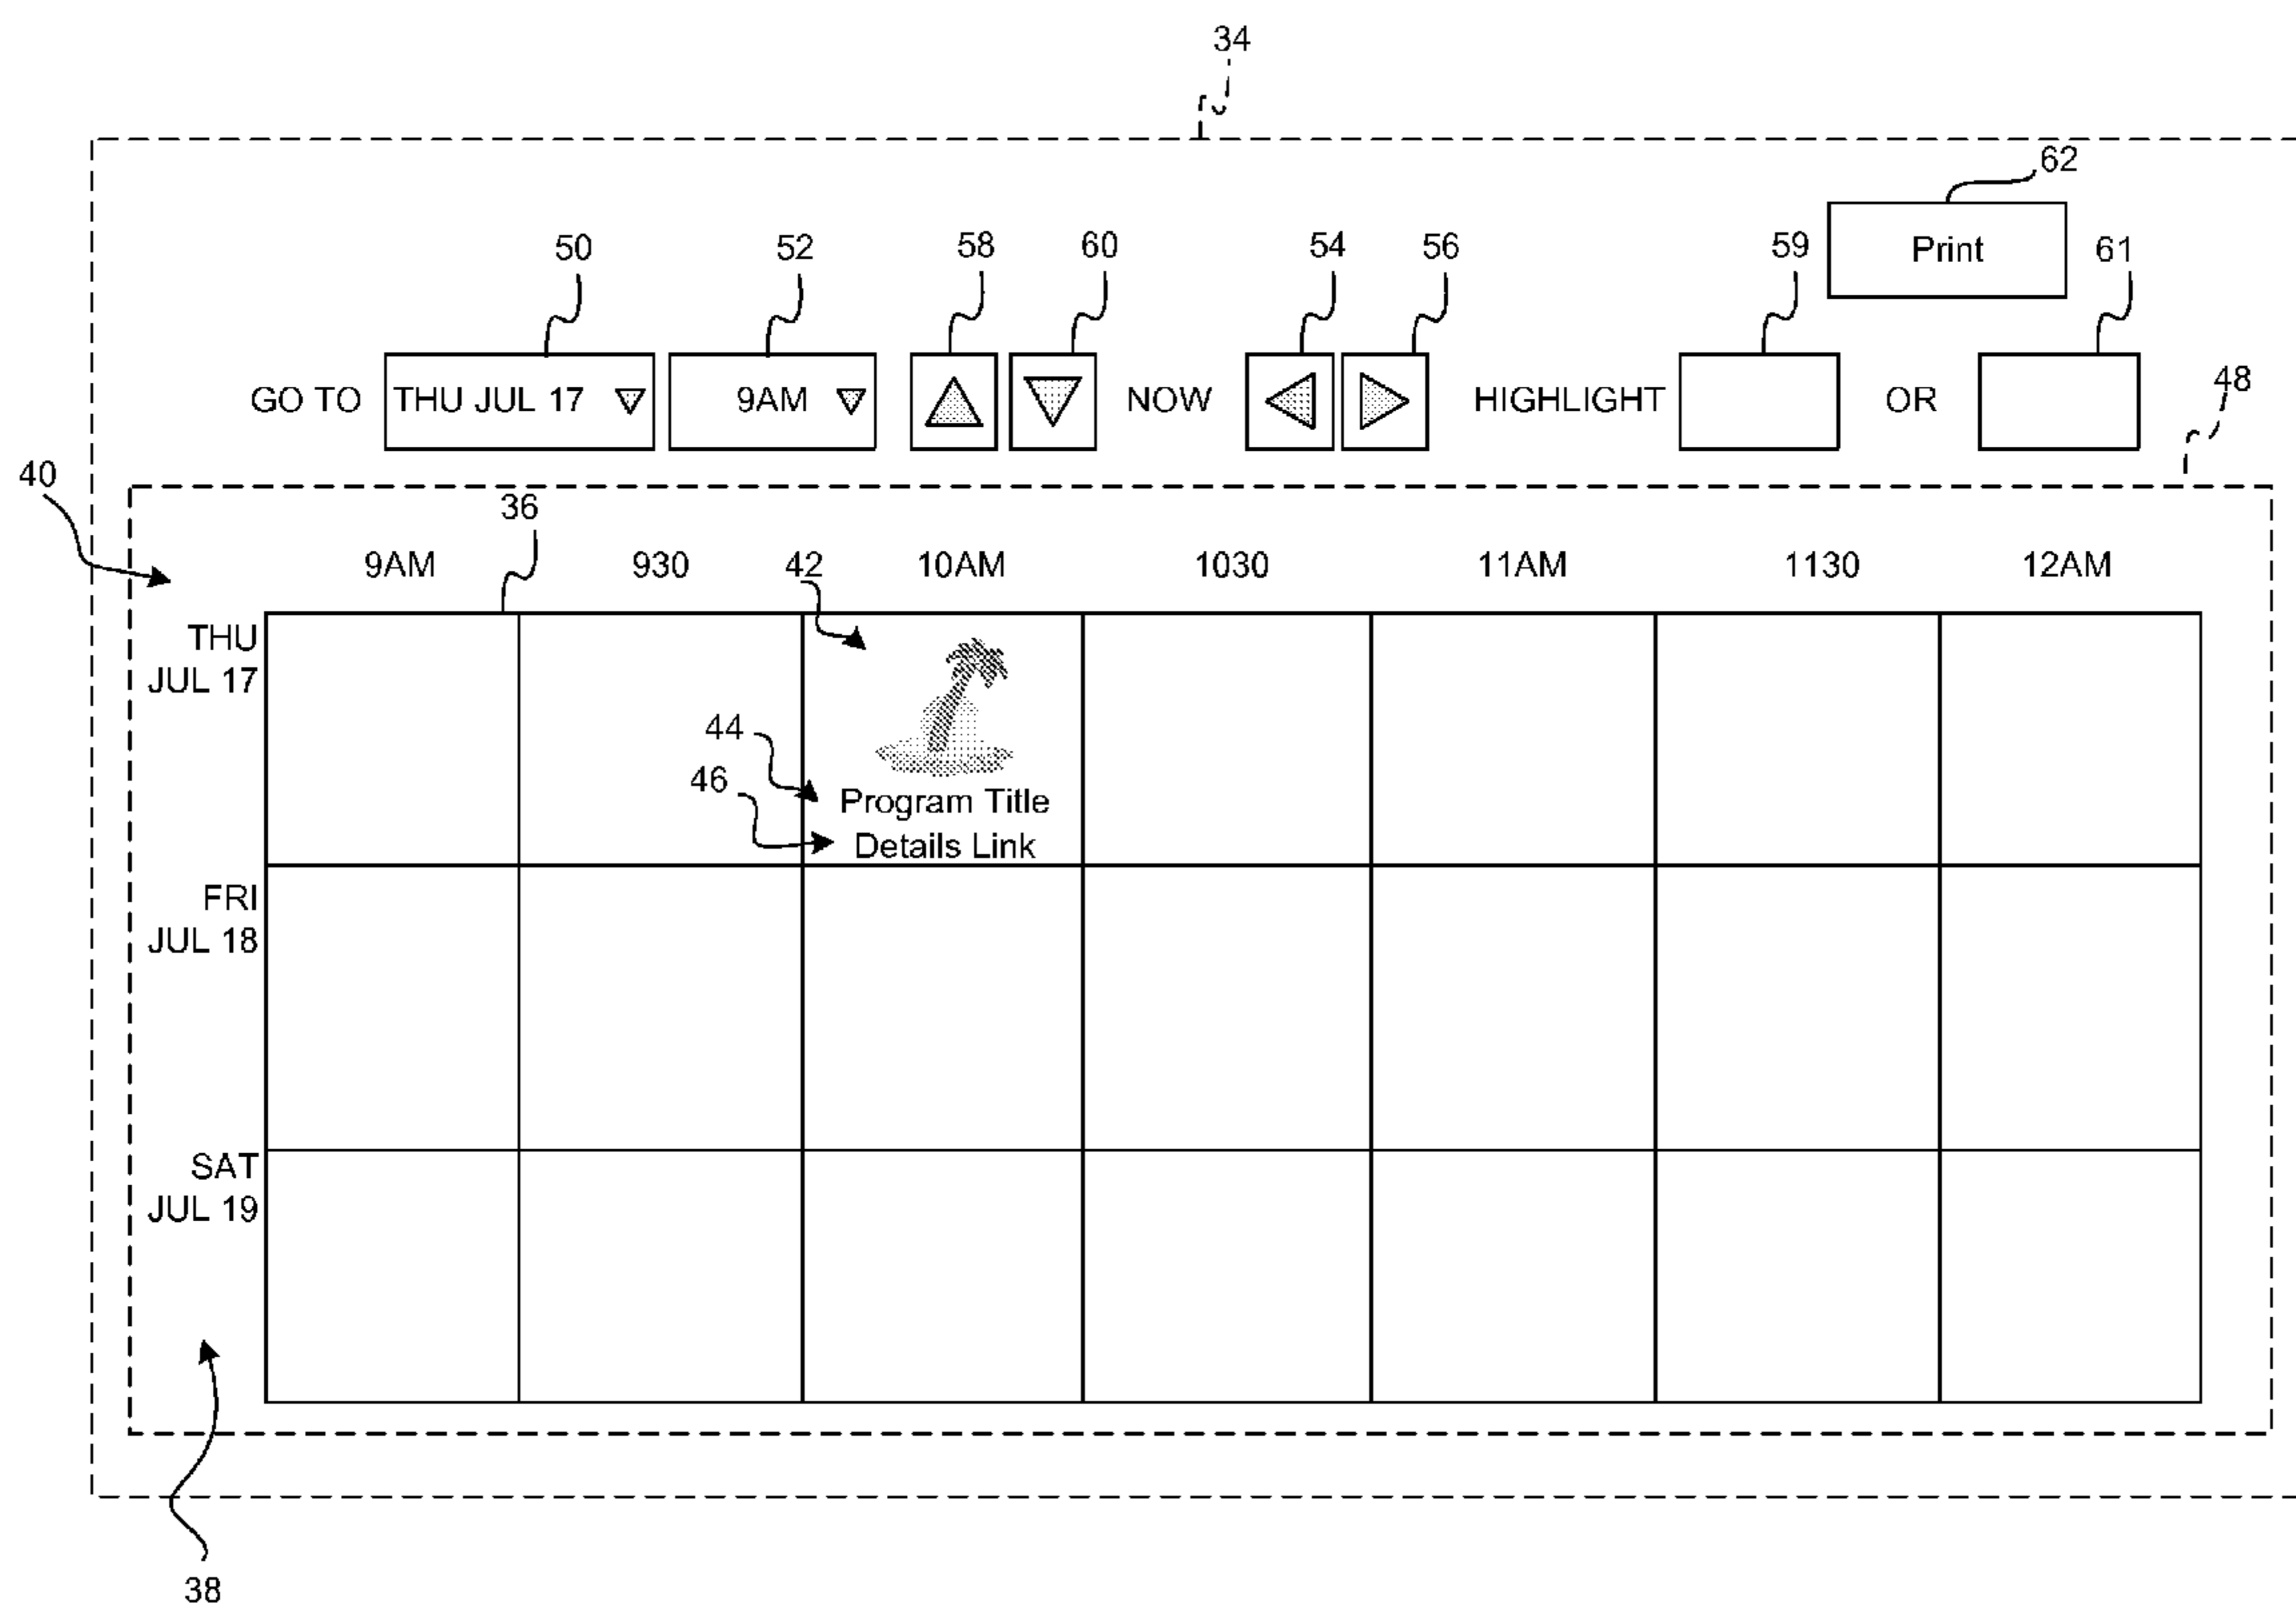 34
62
50 52 58 60 54 56 59 Print 61
GO TO THU JUL 17 9AM NOW HIGHLIGHT OR 48
40
36
9AM 930 42 10AM 1030 11AM 1130 12AM
THU
JUL 17
44
46
Program Title
Details Link
FRI
JUL 18
SAT
JUL 19
38